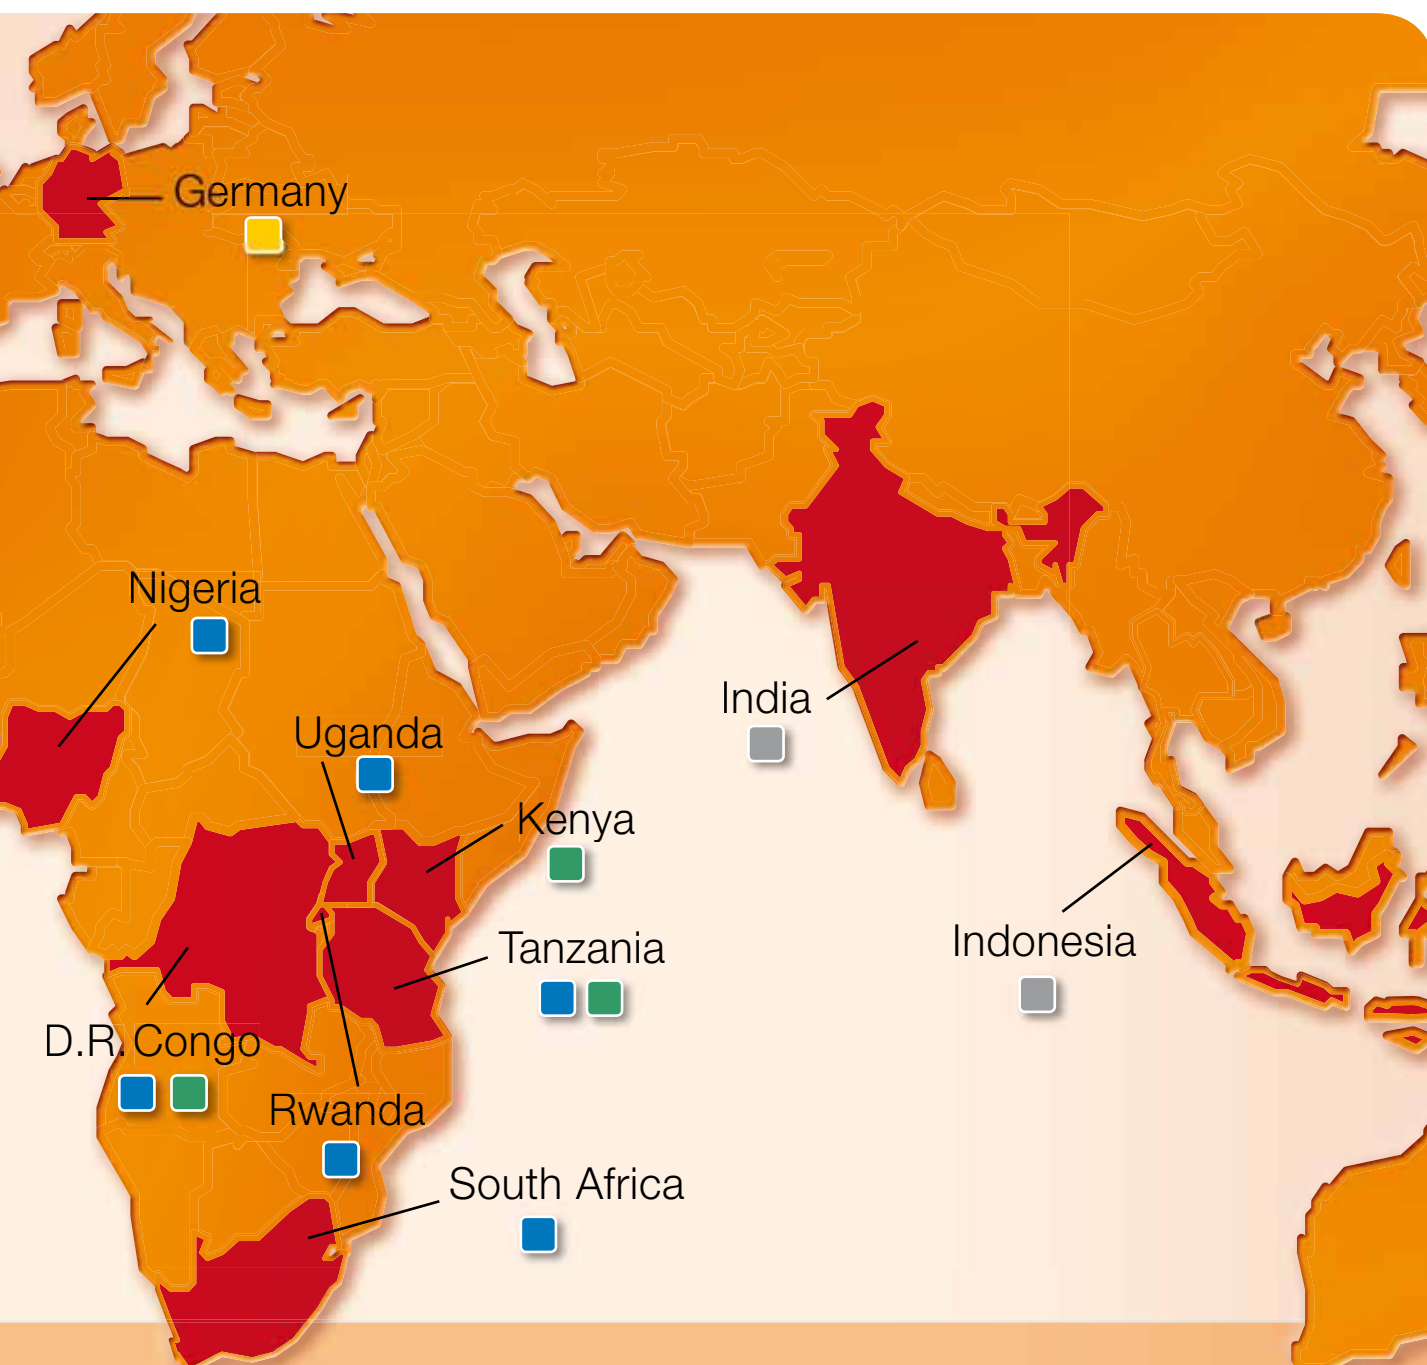 Germany
Nigeria
India
Uganda
Kenya
Indonesia
Tanzania
D.R. Congo
Rwanda
South Africa